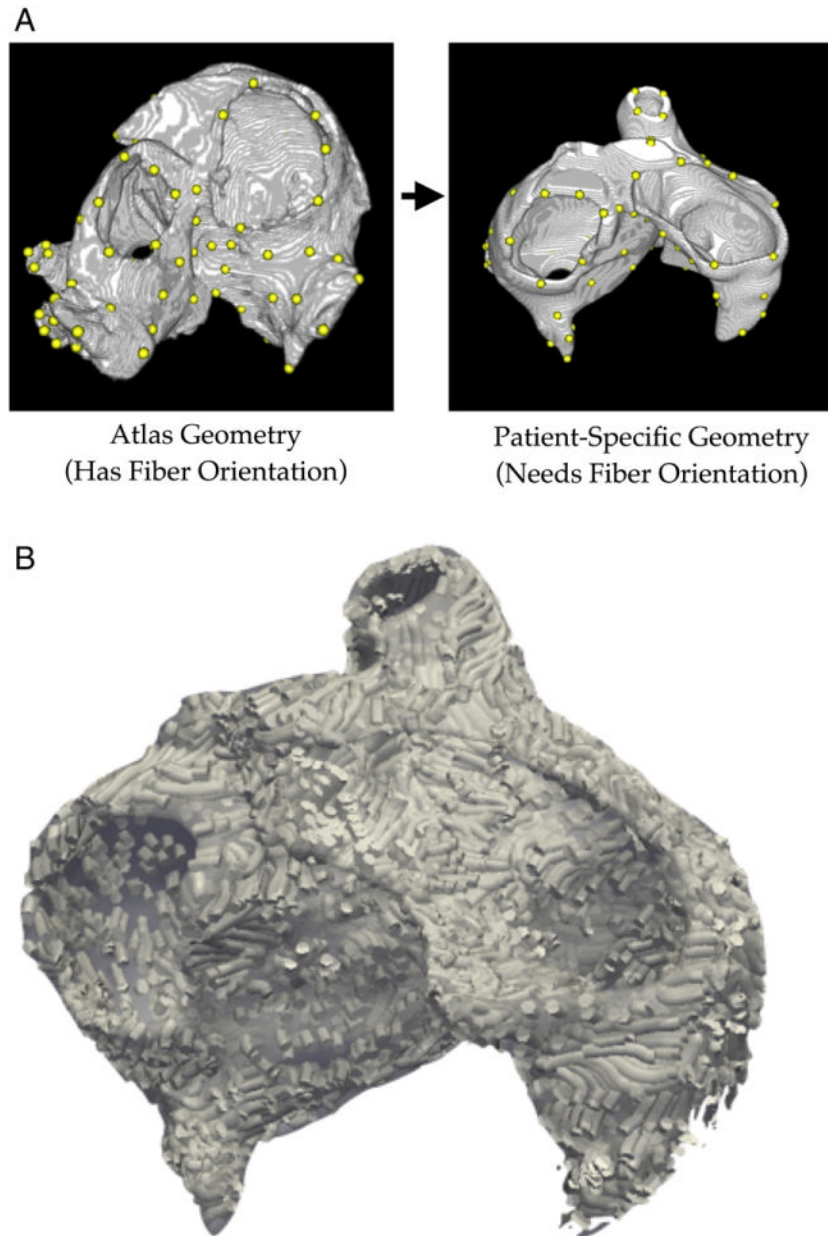 A
Atlas Geometry
(Has Fiber Orientation)
Patient-Specific Geometry
(Needs Fiber Orientation)
B